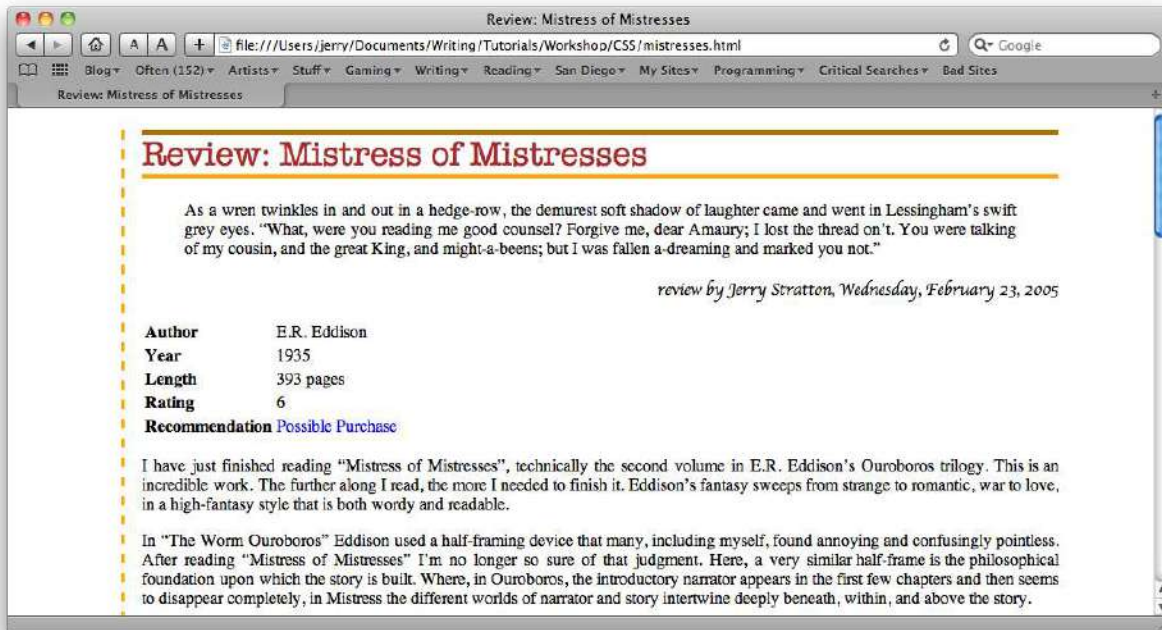 Review: Mistress of Mistresses
A A + file:///Users/jerry/Documents/Writing/Tutorials/Workshop/CSS/mistresses.html Google
Blog Often (152) Artists Stuff Gaming Writing Reading San Diego My Sites Programming Critical Searches Bad Sites
Review: Mistress of Mistresses
Review: Mistress of Mistresses
As a wren twinkles in and out in a hedge-row, the demurest soft shadow of laughter came and went in Lessingham's swift
grey eyes. “What, were you reading me good counsel? Forgive me, dear Amaury; I lost the thread on't. You were talking
of my cousin, and the great King, and might-a-beens; but I was fallen a-dreaming and marked you not.”
review by Jerry Stratton, Wednesday, February 23, 2005
Author E.R. Eddison
Year 1935
Length 393 pages
Rating 6
Recommendation Possible Purchase
I have just finished reading “Mistress of Mistresses”, technically the second volume in E.R. Eddison's Ouroboros trilogy. This is an
incredible work. The further along I read, the more I needed to finish it. Eddison's fantasy sweeps from strange to romantic, war to love,
in a high-fantasy style that is both wordy and readable.
In “The Worm Ouroboros” Eddison used a half-framing device that many, including myself, found annoying and confusingly pointless.
After reading “Mistress of Mistresses” I'm no longer so sure of that judgment. Here, a very similar half-frame is the philosophical
foundation upon which the story is built. Where, in Ouroboros, the introductory narrator appears in the first few chapters and then seems
to disappear completely, in Mistress the different worlds of narrator and story intertwine deeply beneath, within, and above the story.